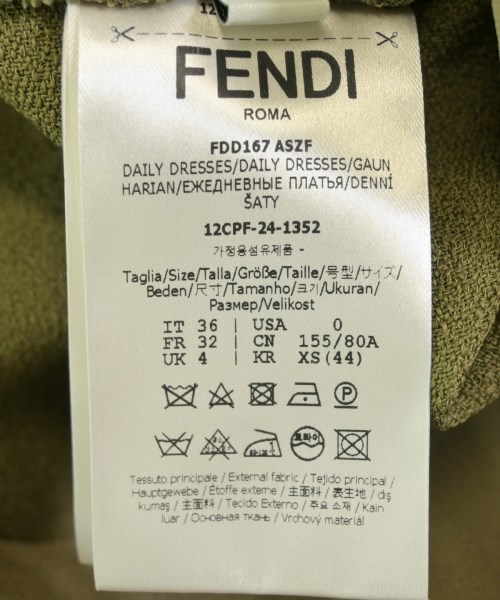 12
FENDI
ROMA
FDD167 ASZF
DAILY DRESSES/DAILY DRESSES/GAUN
HARIAN/ЕЖЕДНЕВНЫЕ ПЛАТЬЯ/DENNÍ
ŠATY
12CPF-24-1352
가정용섬유제품 -
Taglia/Size/Talla/Größe/Taille/号型/サイズ/
Beden/尺寸/Tamanho/크기/Ukuran/
Размер/Velikost
IT 36 | USA 0
FR 32 | CN 155/80A
UK 4 | KR XS(44)
P
드라이
Tessuto principale / External fabric / Tejido principal /
Hauptgewebe / Étoffe externe / 主面料 / 表生地 / dış
kumaş / 主面料 / Tecido Externo / 주요 소재 / Kain
luar / Основная ткань / Vrchový materiál